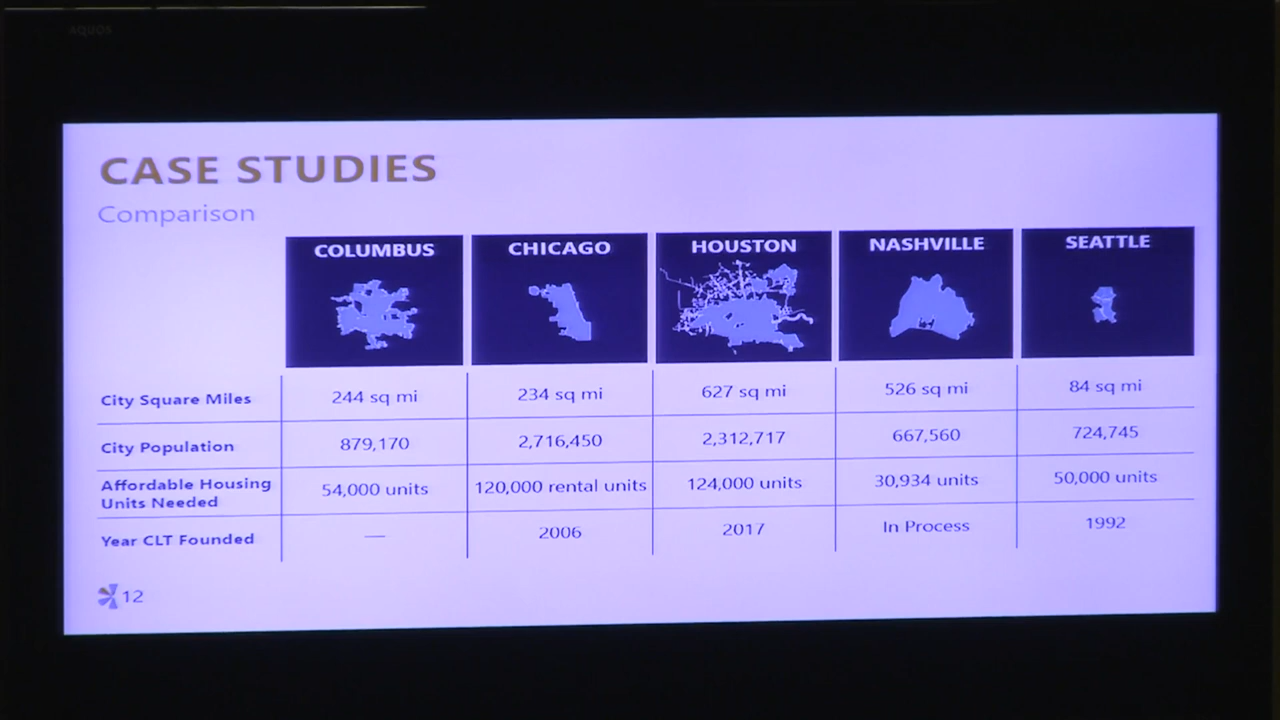 AQUOS
CASE STUDIES
Comparison
COLUMBUS CHICAGO HOUSTON NASHVILLE SEATTLE
City Square Miles 244 sq mi 234 sq mi 627 sq mi 526 sq mi 84 sq mi
City Population 879,170 2,716,450 2,312,717 667,560 724,745
Affordable Housing
Units Needed 54,000 units 120,000 rental units 124,000 units 30,934 units 50,000 units
Year CLT Founded — 2006 2017 In Process 1992
12